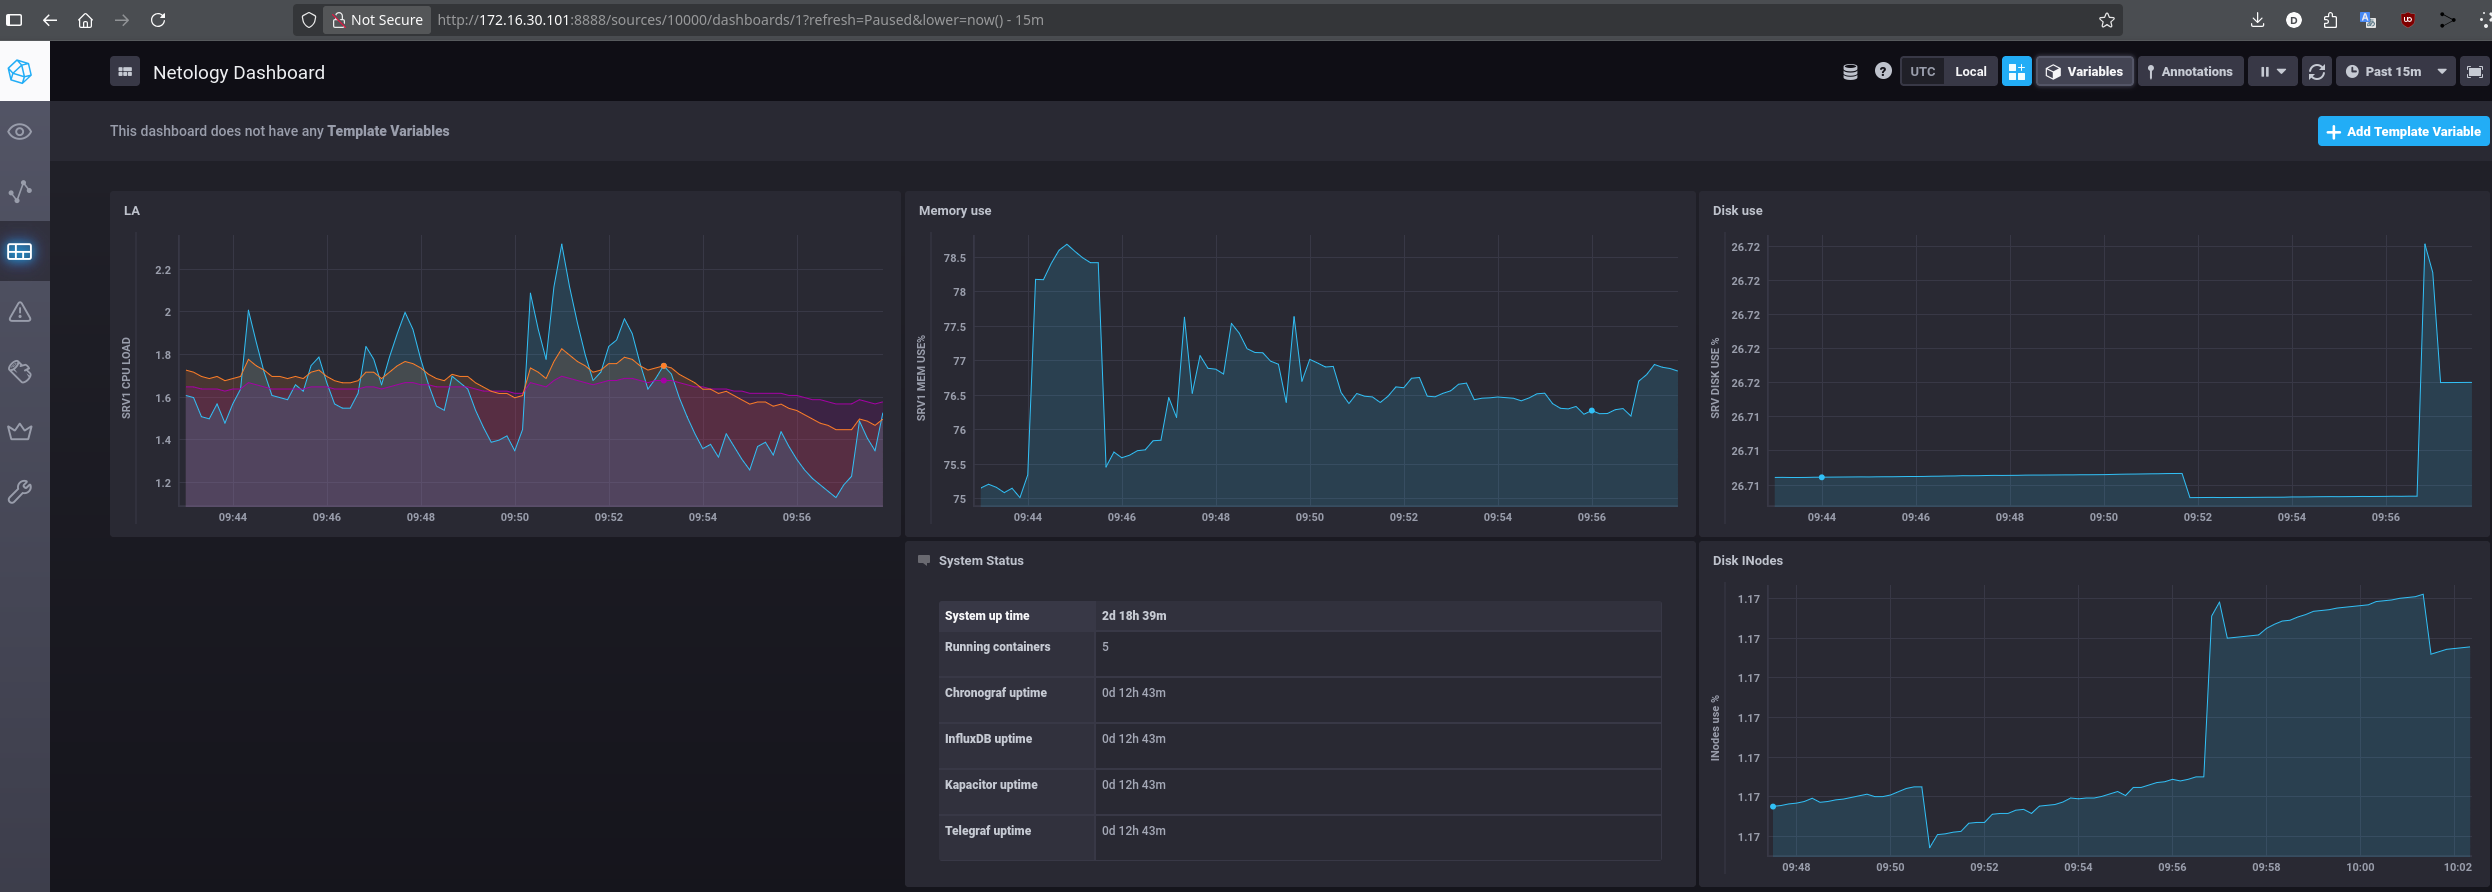 Not Secure http://172.16.30.101:8888/sources/10000/dashboards/1?refresh=Paused&lower=now() - 15m
Netology Dashboard
UTC Local Variables Annotations Past 15m
This dashboard does not have any Template Variables
Add Template Variable
LA
SRV1 CPU LOAD
2.2
2
1.8
1.6
1.4
1.2
09:44 09:46 09:48 09:50 09:52 09:54 09:56
Memory use
SRV1 MEM USE%
78.5
78
77.5
77
76.5
76
75.5
75
09:44 09:46 09:48 09:50 09:52 09:54 09:56
Disk use
SRV DISK USE %
26.72
26.72
26.72
26.72
26.72
26.71
26.71
26.71
09:44 09:46 09:48 09:50 09:52 09:54 09:56
System Status
System up time 2d 18h 39m
Running containers 5
Chronograf uptime 0d 12h 43m
InfluxDB uptime 0d 12h 43m
Kapacitor uptime 0d 12h 43m
Telegraf uptime 0d 12h 43m
Disk INodes
INodes use %
1.17
1.17
1.17
1.17
1.17
1.17
1.17
09:48 09:50 09:52 09:54 09:56 09:58 10:00 10:02